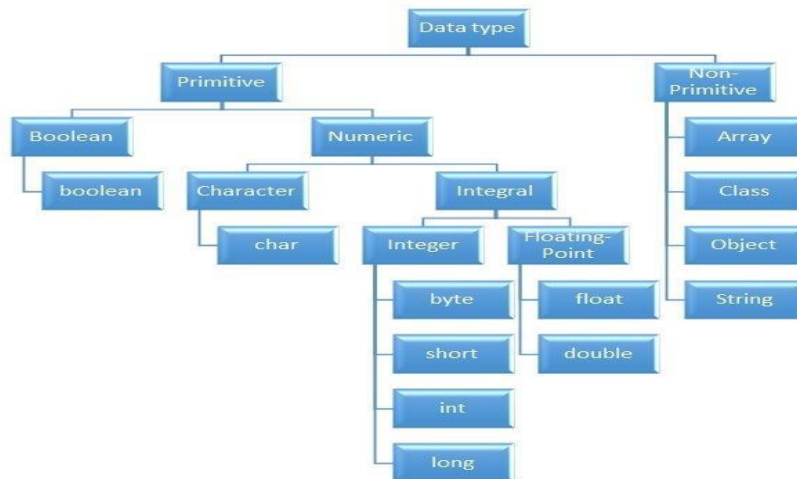 Data type
Primitive
Non-
Primitive
Boolean
Numeric
Array
boolean
Character
Integral
Class
char
Integer
Floating-
Point
Object
byte
float
String
short
double
int
long